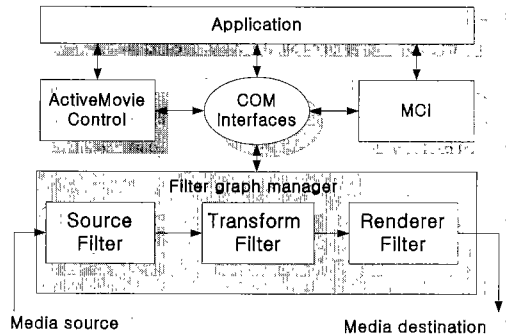 Application
ActiveMovie
Control
COM
Interfaces
MCI
Filter graph manager
Source
Filter
Transform
Filter
Renderer
Filter
Media source
Media destination